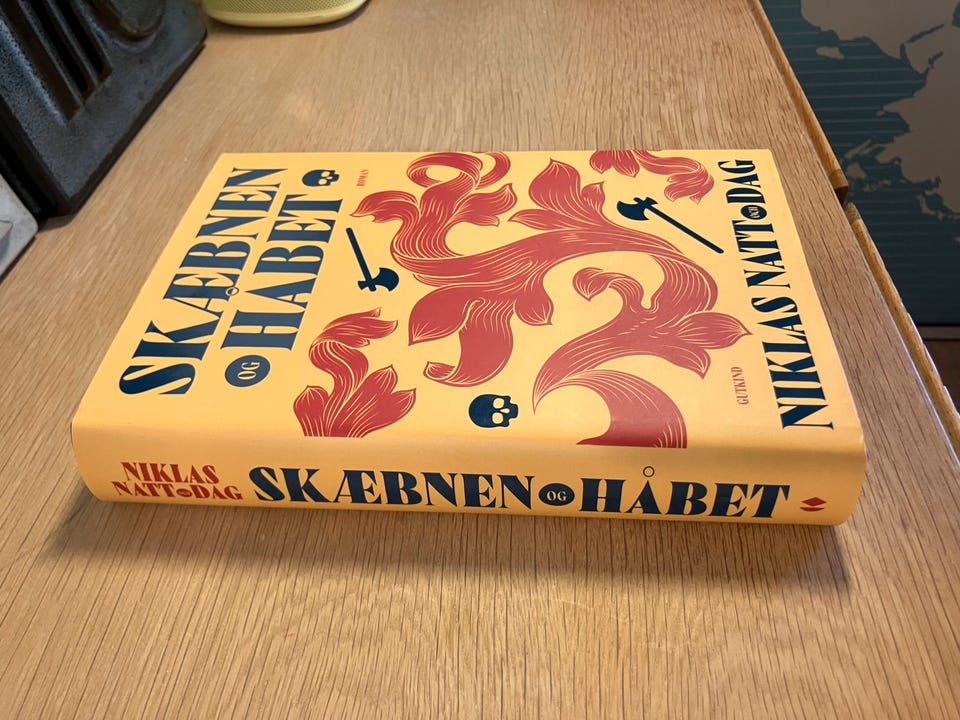 SKÆBNEN
OG HÅBET
ROMAN
NIKLAS NATT OCH DAG
GUTKIND
NIKLAS
NATT OCH DAG
SKÆBNEN OG HÅBET